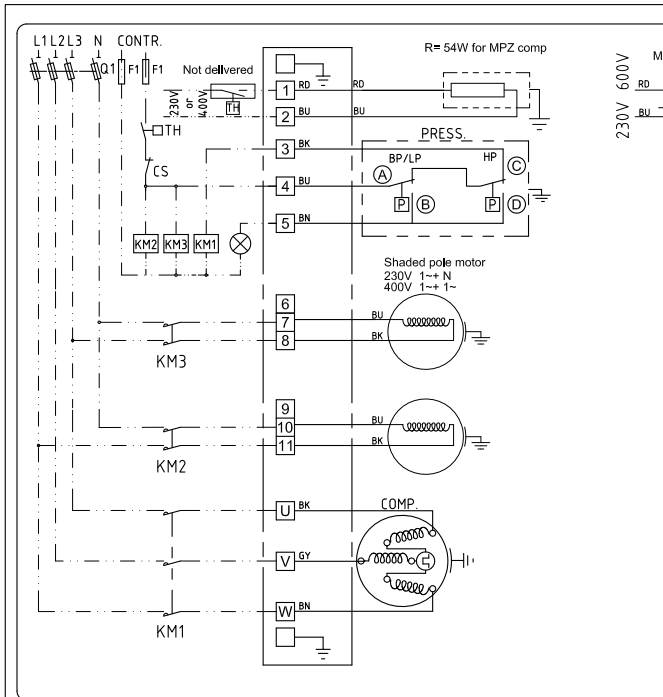 L1 L2 L3 N CONTR.
Q1 F1 F1
Not delivered
230V or 400V
TH
R= 54W for MPZ comp
M
230V 600V
RD
BU
1 RD RD
2 BU BU
TH
CS
3 BK
4 BU
5 BN
PRESS.
BP/LP HP
A B C D
P P
KM2 KM3 KM1
Shaded pole motor
230V 1~+ N
400V 1~+ 1~
6
7 BU
8 BK
KM3
9
10 BU
11 BK
KM2
COMP.
U BK
V GY
W BN
KM1